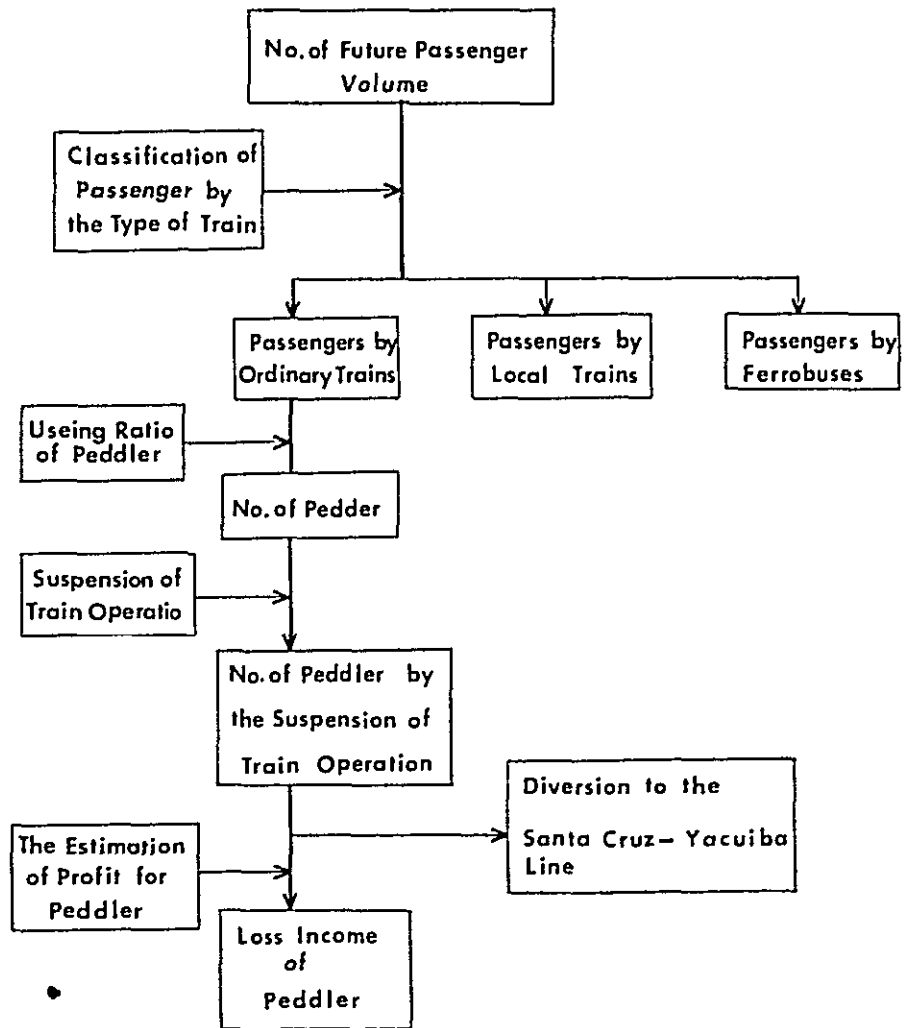 No. of Future Passenger
Volume
Classification of
Passenger by
the Type of Train
Passengers by
Ordinary Trains
Passengers by
Local Trains
Passengers by
Ferrobuses
Useing Ratio
of Peddler
No. of Pedder
Suspension of
Train Operatio
No. of Peddler by
the Suspension of
Train Operation
Diversion to the
Santa Cruz– Yacuiba
Line
The Estimation
of Profit for
Peddler
Loss Income
of
Peddler